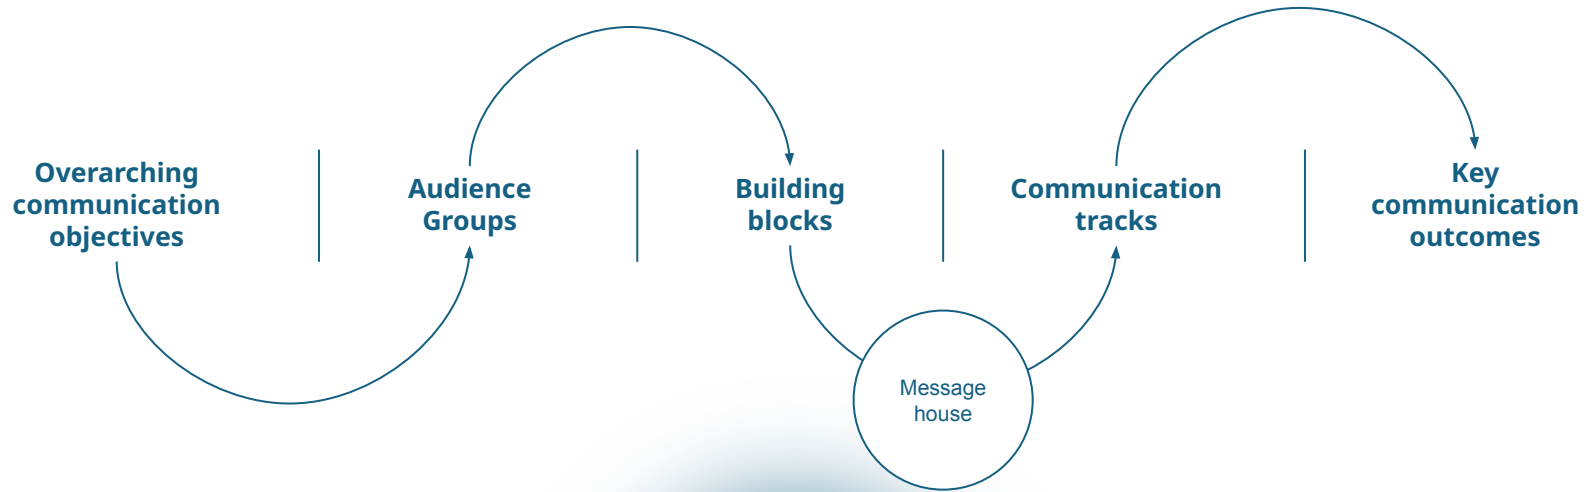 Overarching
communication
objectives
Audience
Groups
Building
blocks
Message
house
Communication
tracks
Key
communication
outcomes